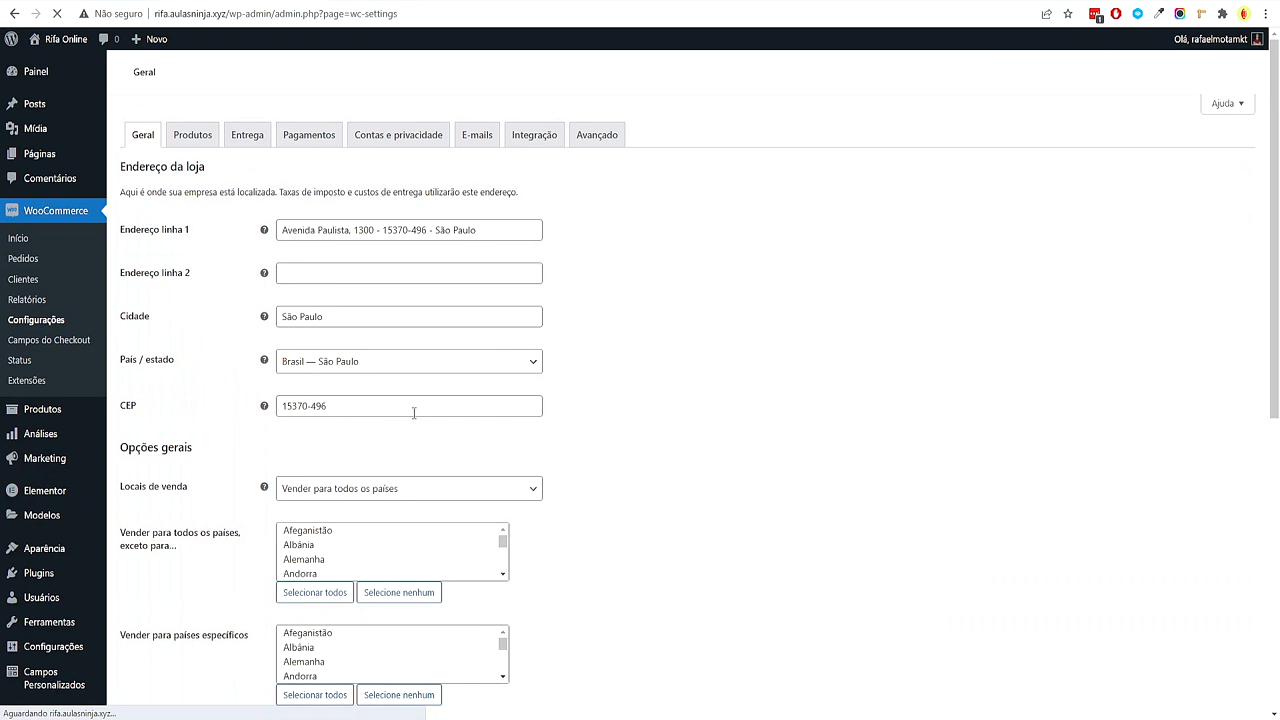 Não seguro
rifa.aulasninja.xyz/wp-admin/admin.php?page=wc-settings
1
Rifa Online
0
Novo
Olá, rafaelmotamkt
Painel
Posts
Mídia
Páginas
Comentários
WooCommerce
Início
Pedidos
Clientes
Relatórios
Configurações
Campos do Checkout
Status
Extensões
Produtos
Análises
Marketing
Elementor
Modelos
Aparência
Plugins
Usuários
Ferramentas
Configurações
Campos
Personalizados
Geral
Ajuda
Geral
Produtos
Entrega
Pagamentos
Contas e privacidade
E-mails
Integração
Avançado
Endereço da loja
Aqui é onde sua empresa está localizada. Taxas de imposto e custos de entrega utilizarão este endereço.
Endereço linha 1
Avenida Paulista, 1300 - 15370-496 - São Paulo
Endereço linha 2
Cidade
São Paulo
País / estado
Brasil — São Paulo
CEP
15370-496
Opções gerais
Locais de venda
Vender para todos os países
Vender para todos os países,
exceto para...
Afeganistão
Albânia
Alemanha
Andorra
Selecionar todos
Selecione nenhum
Vender para países específicos
Afeganistão
Albânia
Alemanha
Andorra
Selecionar todos
Selecione nenhum
Aguardando rifa.aulasninja.xyz...